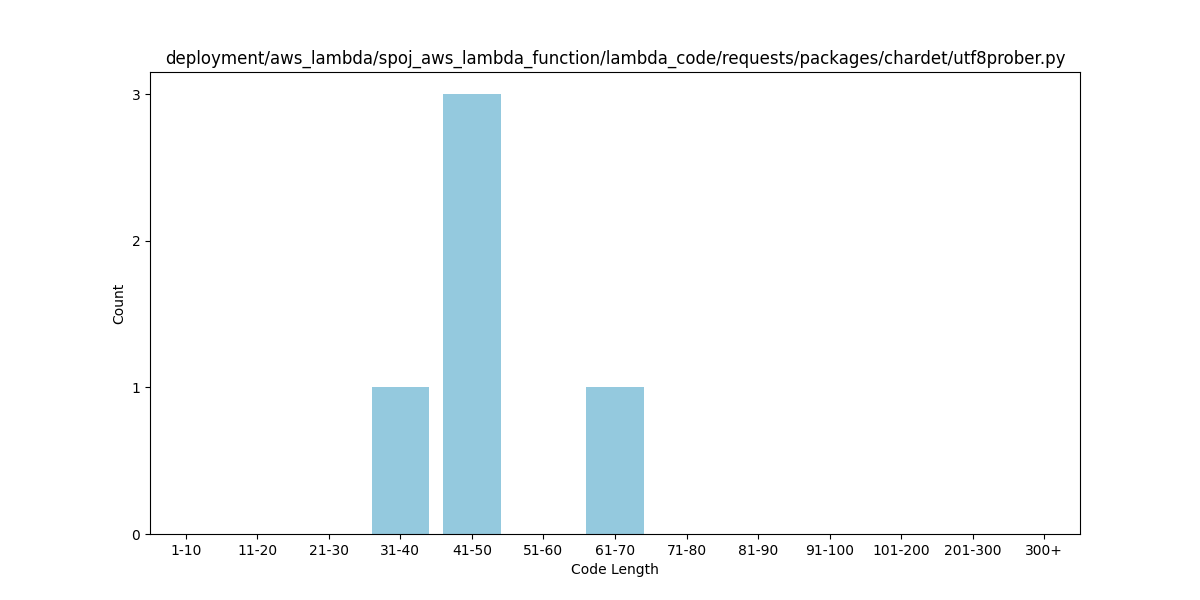 deployment/aws_lambda/spoj_aws_lambda_function/lambda_code/requests/packages/chardet/utf8prober.py
3
2
1
0
Count
1-10 11-20 21-30 31-40 41-50 51-60 61-70 71-80 81-90 91-100 101-200 201-300 300+
Code Length